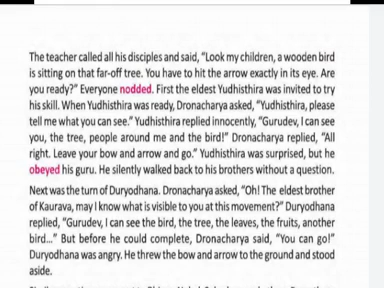 The teacher called all his disciples and said, "Look my children, a wooden bird
is sitting on that far-off tree. You have to hit the arrow exactly in its eye. Are
you ready?" Everyone nodded. First the eldest Yudhisthira was invited to try
his skill. When Yudhisthira was ready, Dronacharya asked, "Yudhisthira, please
tell me what you can see." Yudhisthira replied innocently, "Gurudev, I can see
you, the tree, people around me and the bird!" Dronacharya replied, "All
right. Leave your bow and arrow and go." Yudhisthira was surprised, but he
obeyed his guru. He silently walked back to his brothers without a question.
Next was the turn of Duryodhana. Dronacharya asked, "Oh! The eldest brother
of Kaurava, may I know what is visible to you at this movement?" Duryodhana
replied, "Gurudev, I can see the bird, the tree, the leaves, the fruits, another
bird..." But before he could complete, Dronacharya said, "You can go!"
Duryodhana was angry. He threw the bow and arrow to the ground and stood
aside.